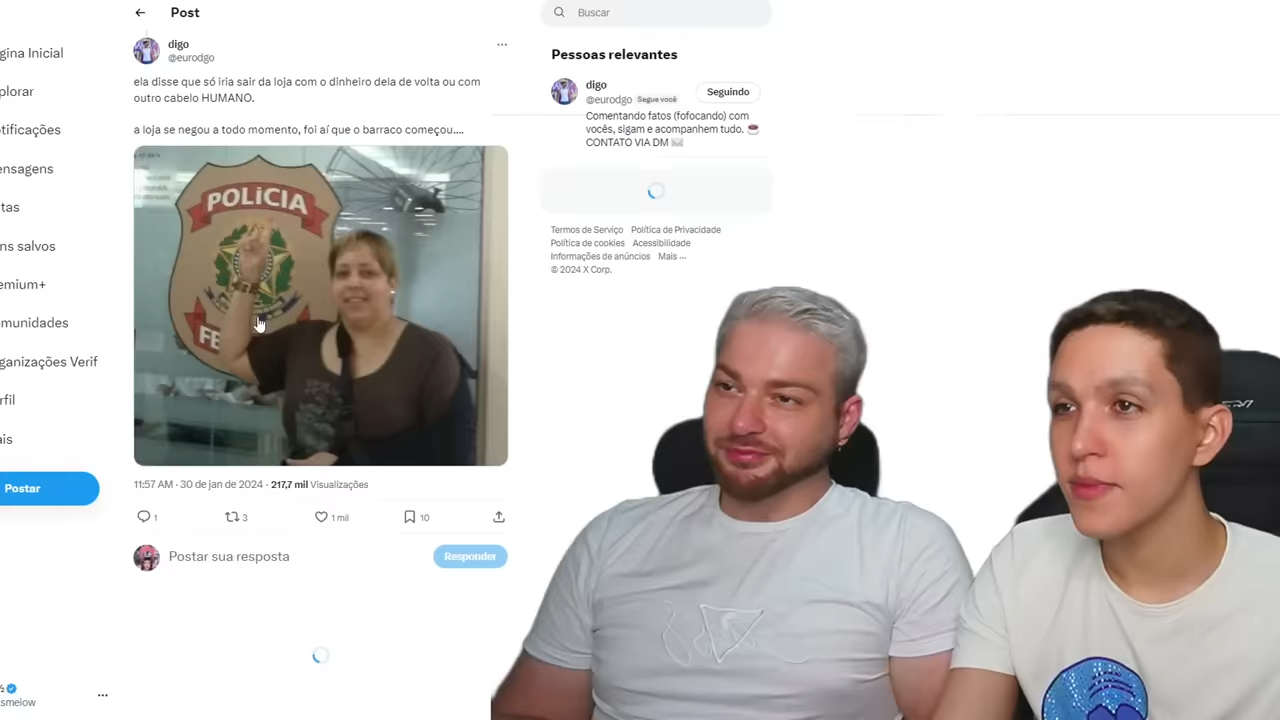 Post
Buscar
gina Inicial
plorar
tificações
ensagens
tas
ns salvos
emium+
munidades
ganizações Verif
rfil
ais
Postar
smeiow
digo
@eurodgo
ela disse que só iria sair da loja com o dinheiro dela de volta ou com
outro cabelo HUMANO.
a loja se negou a todo momento, foi aí que o barraco começou....
POLÍCIA
FE
11:57 AM · 30 de jan de 2024 · 217,7 mil Visualizações
1
3
1 mil
10
Postar sua resposta
Responder
Pessoas relevantes
digo
@eurodgo Segue você
Seguindo
Comentando fatos (fofocando) com
vocês, sigam e acompanhem tudo. ☕
CONTATO VIA DM ✉
Termos de Serviço Política de Privacidade
Política de cookies Acessibilidade
Informações de anúncios Mais ...
© 2024 X Corp.